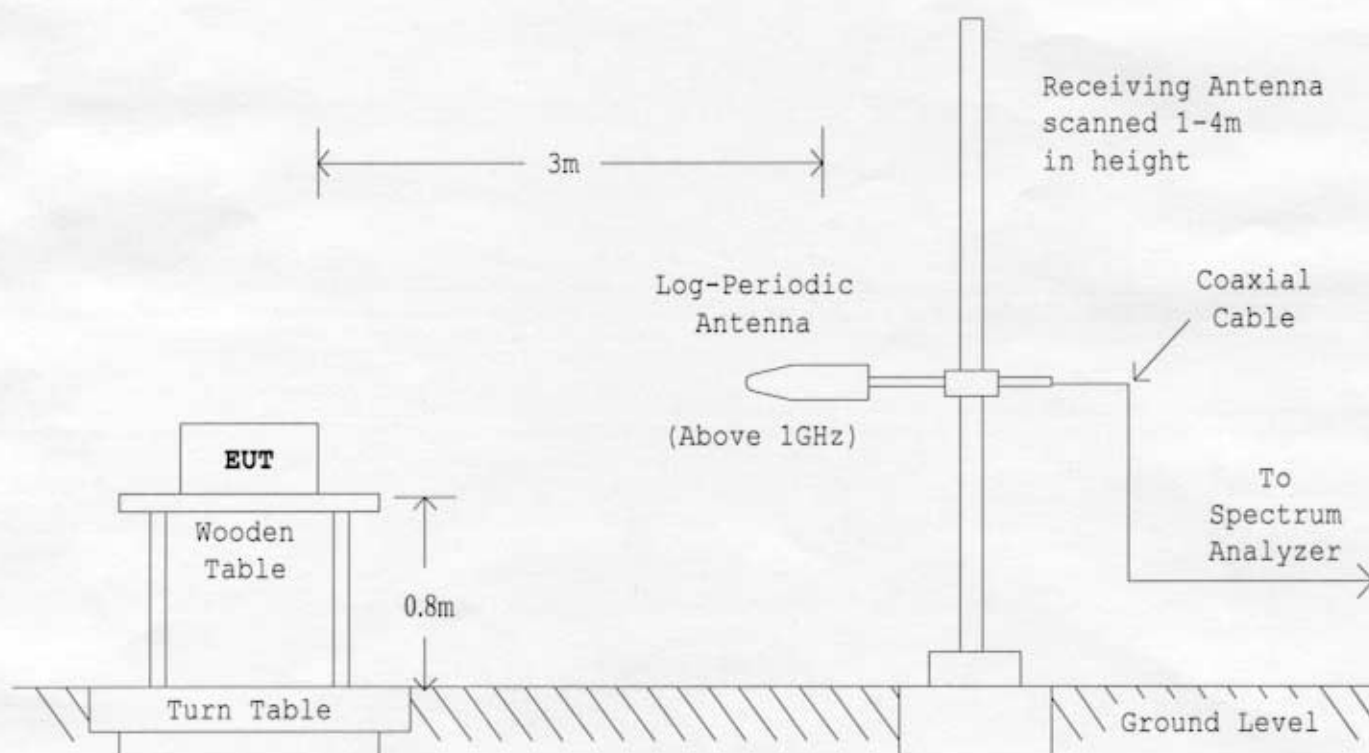 Receiving Antenna
scanned 1-4m
in height
3m
Log-Periodic
Antenna
(Above 1GHz)
Coaxial
Cable
EUT
Wooden
Table
0.8m
To
Spectrum
Analyzer
Turn Table
Ground Level